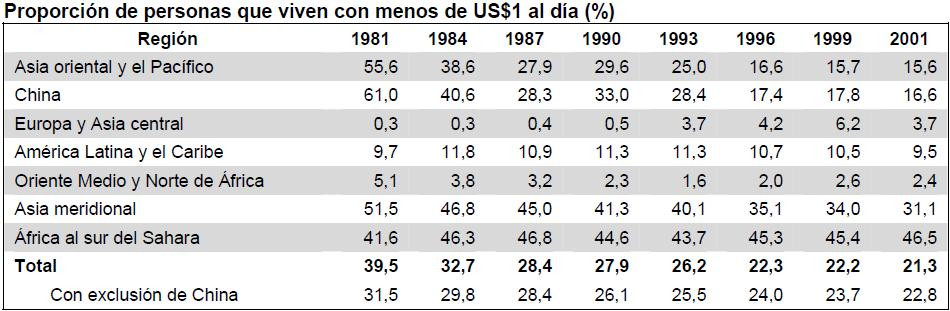 Proporción de personas que viven con menos de US$1 al día (%)
Región 1981 1984 1987 1990 1993 1996 1999 2001
Asia oriental y el Pacífico 55,6 38,6 27,9 29,6 25,0 16,6 15,7 15,6
China 61,0 40,6 28,3 33,0 28,4 17,4 17,8 16,6
Europa y Asia central 0,3 0,3 0,4 0,5 3,7 4,2 6,2 3,7
América Latina y el Caribe 9,7 11,8 10,9 11,3 11,3 10,7 10,5 9,5
Oriente Medio y Norte de África 5,1 3,8 3,2 2,3 1,6 2,0 2,6 2,4
Asia meridional 51,5 46,8 45,0 41,3 40,1 35,1 34,0 31,1
África al sur del Sahara 41,6 46,3 46,8 44,6 43,7 45,3 45,4 46,5
Total 39,5 32,7 28,4 27,9 26,2 22,3 22,2 21,3
Con exclusión de China 31,5 29,8 28,4 26,1 25,5 24,0 23,7 22,8